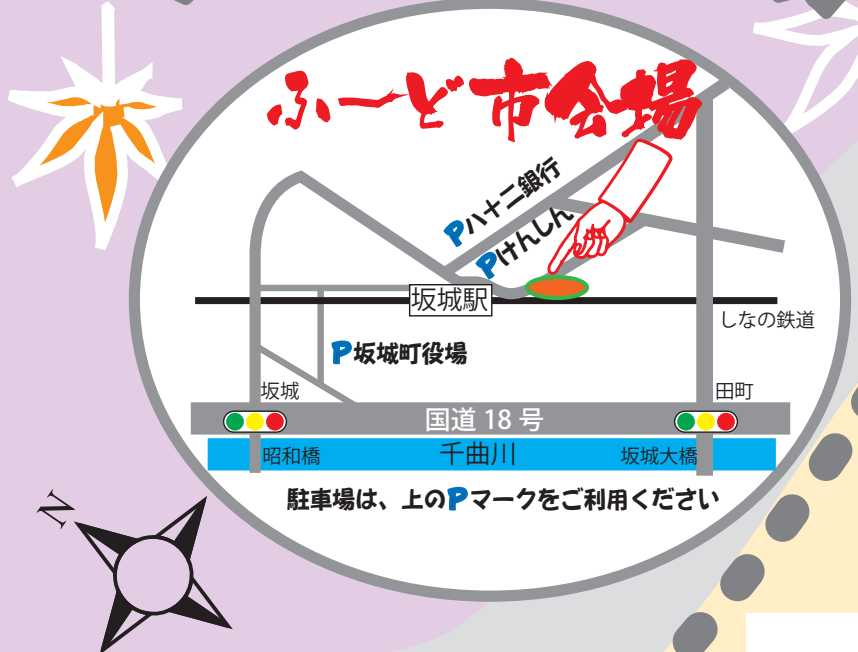 ふーど市会場
P八十二銀行
Pけんしん
坂城駅
しなの鉄道
P坂城町役場
坂城
田町
国道 18 号
昭和橋
千曲川
坂城大橋
駐車場は、上のPマークをご利用ください
N